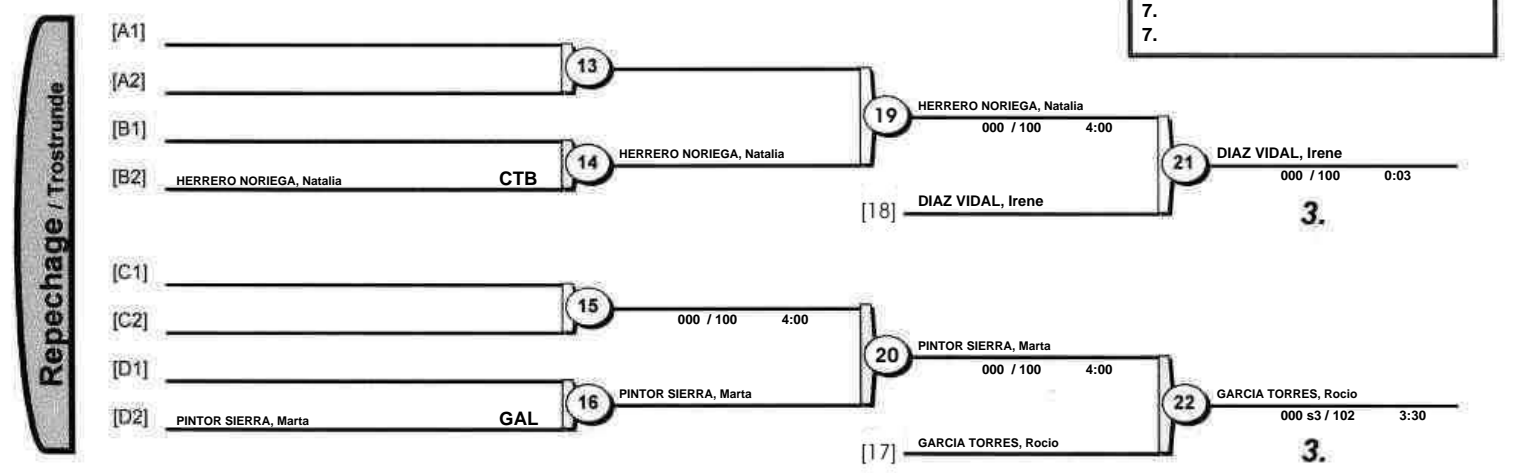 7.
7.
Repechage / Trostrunde
[A1]
[A2]
13
[B1]
[B2] HERRERO NORIEGA, Natalia CTB
14 HERRERO NORIEGA, Natalia
19 HERRERO NORIEGA, Natalia
000 / 100 4:00
[18] DIAZ VIDAL, Irene
21 DIAZ VIDAL, Irene
000 / 100 0:03
3.
[C1]
[C2]
15
000 / 100 4:00
[D1]
[D2] PINTOR SIERRA, Marta GAL
16 PINTOR SIERRA, Marta
20 PINTOR SIERRA, Marta
000 / 100 4:00
[17] GARCIA TORRES, Rocio
22 GARCIA TORRES, Rocio
000 s3 / 102 3:30
3.